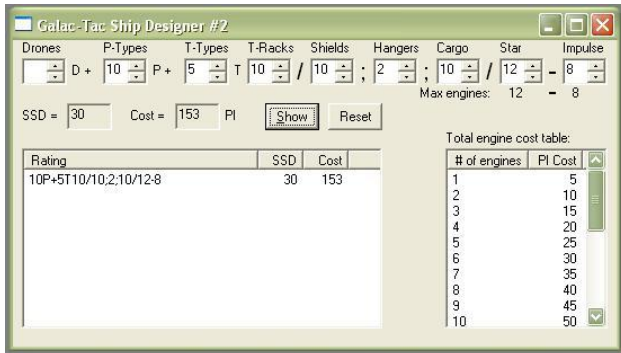 Galac-Tac Ship Designer #2
Drones P-Types T-Types T-Racks Shields Hangers Cargo Star Impulse
D + 10 P + 5 T 10 / 10 ; 2 ; 10 / 12 - 8
Max engines: 12 - 8
SSD = 30 Cost = 153 PI Show Reset
Total engine cost table:
Rating SSD Cost
10P+5T10/10;2;10/12-8 30 153
# of engines PI Cost
1 5
2 10
3 15
4 20
5 25
6 30
7 35
8 40
9 45
10 50